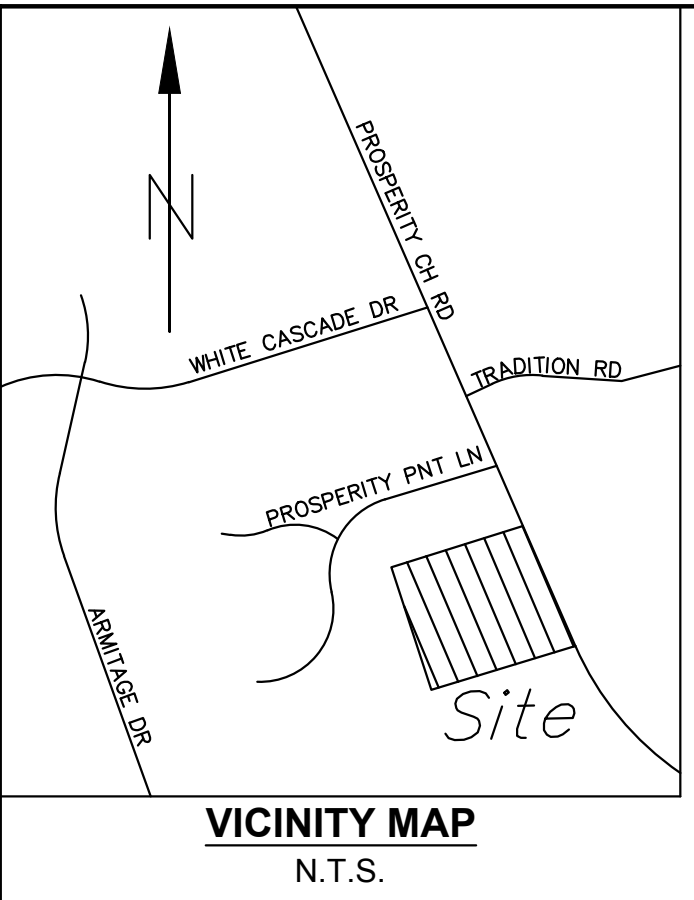 N
PROSPERITY CH RD
WHITE CASCADE DR
TRADITION RD
PROSPERITY PNT LN
ARMITAGE DR
Site
VICINITY MAP
N.T.S.